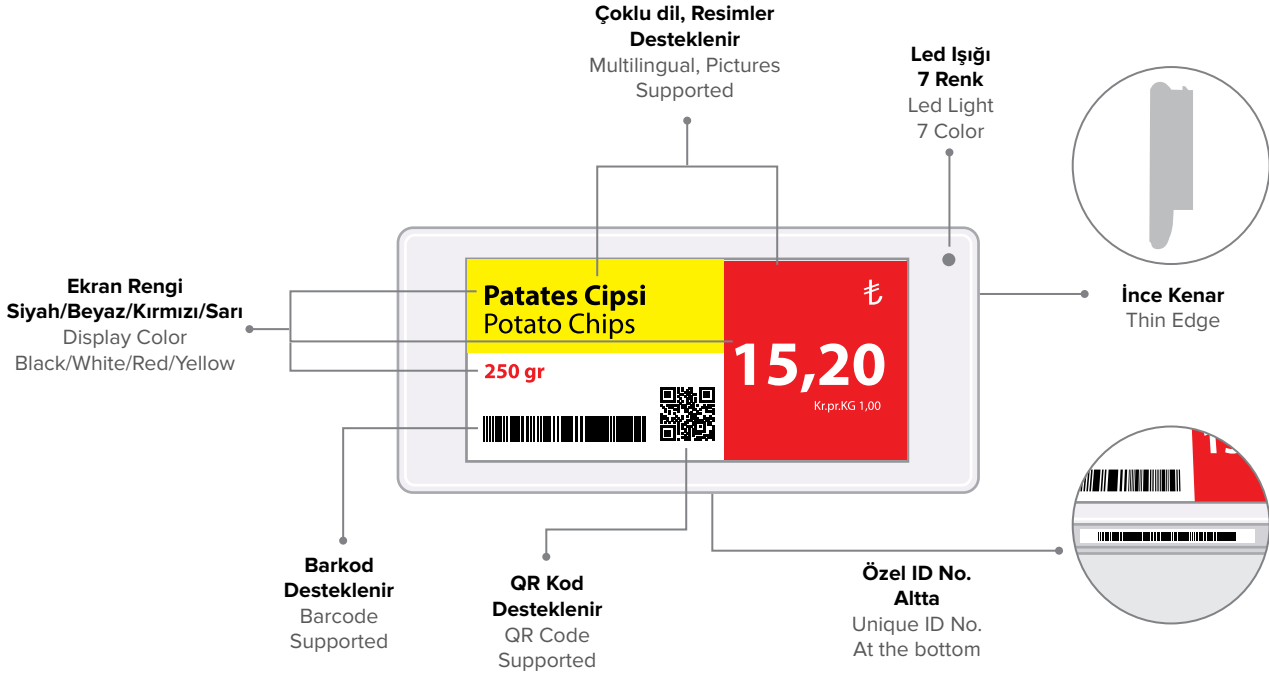 Çoklu dil, Resimler
Desteklenir
Multilingual, Pictures
Supported
Led Işığı
7 Renk
Led Light
7 Color
Ekran Rengi
Siyah/Beyaz/Kırmızı/Sarı
Display Color
Black/White/Red/Yellow
Patates Cipsi
Potato Chips
250 gr
₺
15,20
Kr.pr.KG 1,00
İnce Kenar
Thin Edge
Barkod
Desteklenir
Barcode
Supported
QR Kod
Desteklenir
QR Code
Supported
Özel ID No.
Altta
Unique ID No.
At the bottom